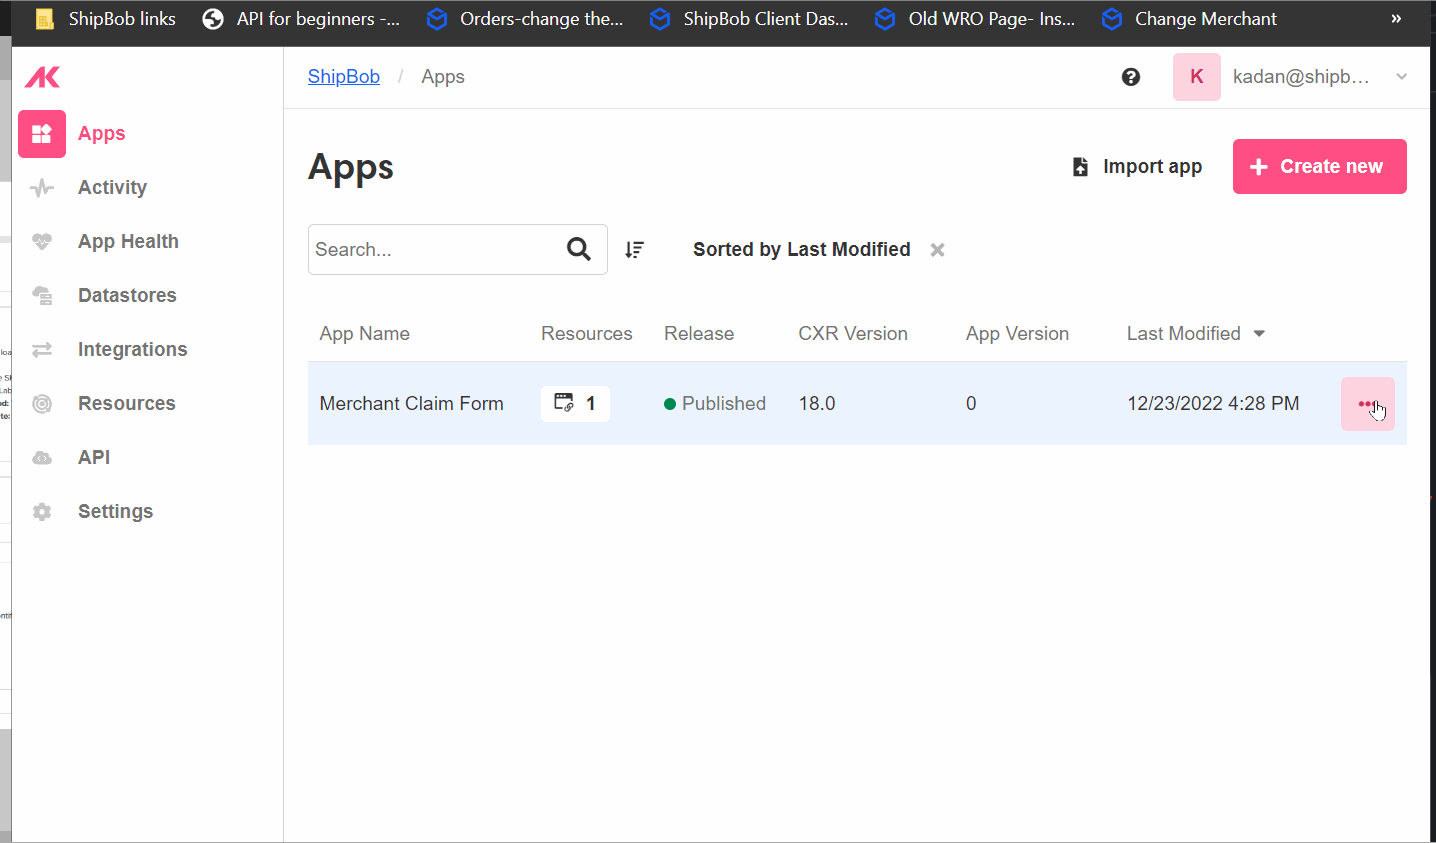 ShipBob links API for beginners -... Orders-change the... ShipBob Client Das... Old WRO Page- Ins... Change Merchant »
AK
ShipBob / Apps
K kadan@shipb...
Apps
Activity
App Health
Datastores
Integrations
Resources
API
Settings
Apps
Import app
+ Create new
Search...
Sorted by Last Modified
App Name Resources Release CXR Version App Version Last Modified
Merchant Claim Form 1 Published 18.0 0 12/23/2022 4:28 PM